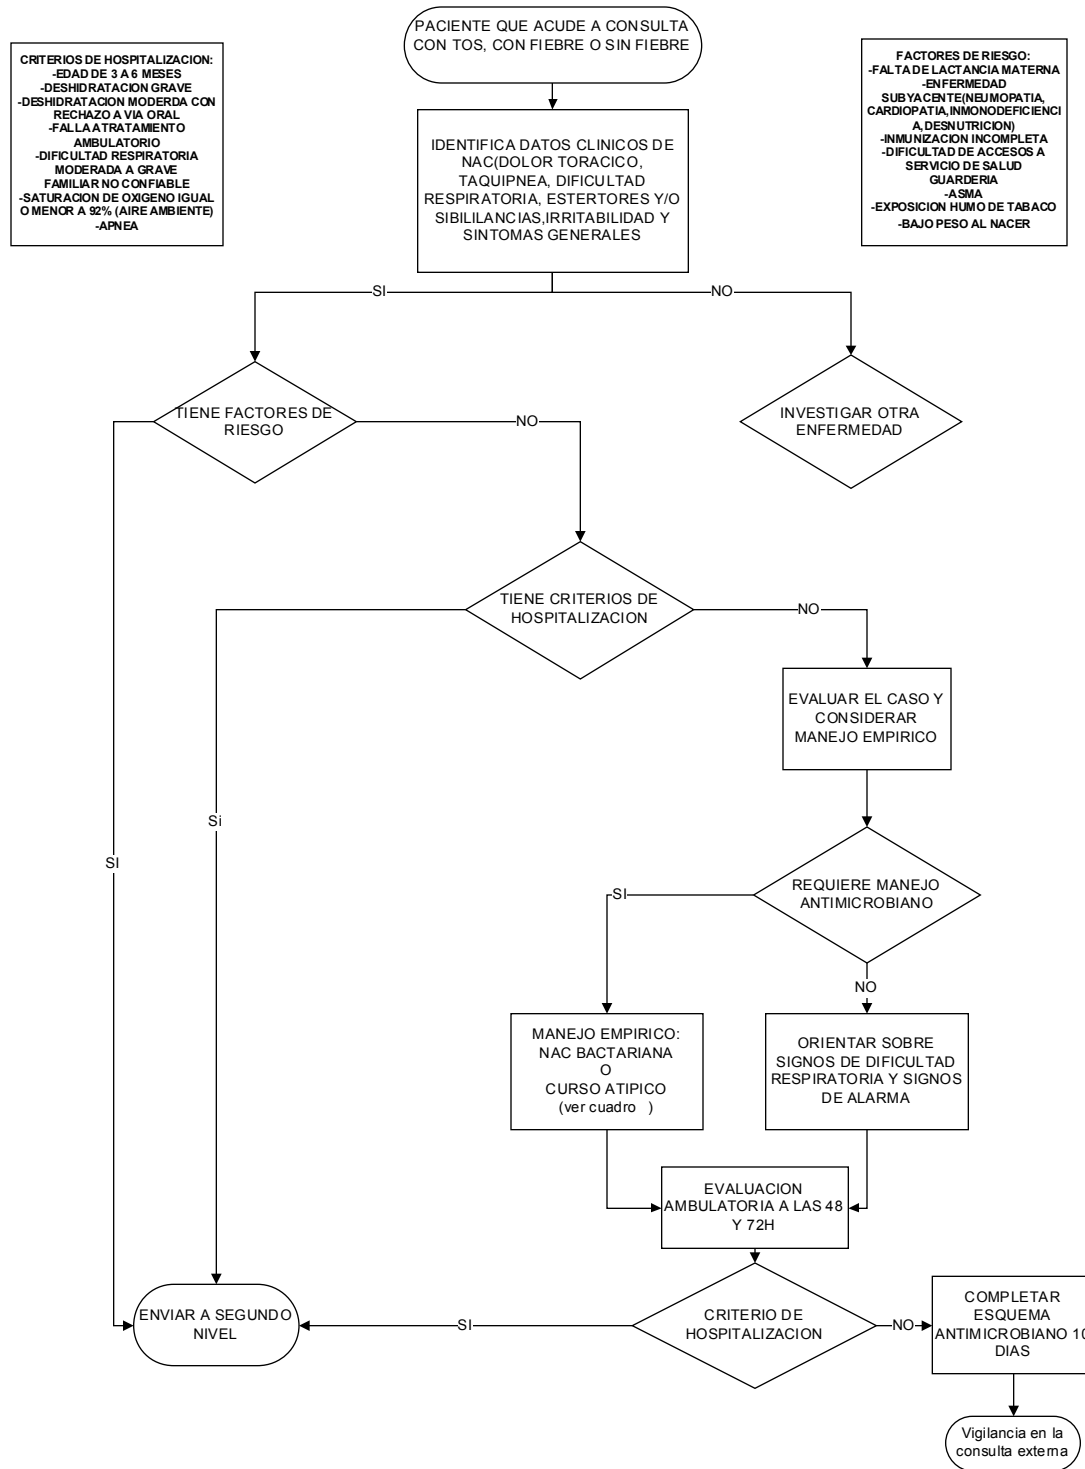 PACIENTE QUE ACUDE A CONSULTA
CON TOS, CON FIEBRE O SIN FIEBRE
CRITERIOS DE HOSPITALIZACION:
-EDAD DE 3 A 6 MESES
-DESHIDRATACION GRAVE
-DESHIDRATACION MODERDA CON
RECHAZO A VIA ORAL
-FALLA A TRATAMIENTO
AMBULATORIO
-DIFICULTAD RESPIRATORIA
MODERADA A GRAVE
FAMILIAR NO CONFIABLE
-SATURACION DE OXIGENO IGUAL
O MENOR A 92% (AIRE AMBIENTE)
-APNEA
FACTORES DE RIESGO:
-FALTA DE LACTANCIA MATERNA
-ENFERMEDAD
SUBYACENTE(NEUMOPATIA,
CARDIOPATIA,INMONODEFICIENCI
A,DESNUTRICION)
-INMUNIZACION INCOMPLETA
-DIFICULTAD DE ACCESOS A
SERVICIO DE SALUD
GUARDERIA
-ASMA
-EXPOSICION HUMO DE TABACO
-BAJO PESO AL NACER
IDENTIFICA DATOS CLINICOS DE
NAC(DOLOR TORACICO,
TAQUIPNEA, DIFICULTAD
RESPIRATORIA, ESTERTORES Y/O
SIBILILANCIAS,IRRITABILIDAD Y
SINTOMAS GENERALES
SI
NO
TIENE FACTORES DE
RIESGO
NO
INVESTIGAR OTRA
ENFERMEDAD
TIENE CRITERIOS DE
HOSPITALIZACION
NO
EVALUAR EL CASO Y
CONSIDERAR
MANEJO EMPIRICO
Si
SI
REQUIERE MANEJO
ANTIMICROBIANO
SI
NO
MANEJO EMPIRICO:
NAC BACTARIANA
O
CURSO ATIPICO
(ver cuadro )
ORIENTAR SOBRE
SIGNOS DE DIFICULTAD
RESPIRATORIA Y SIGNOS
DE ALARMA
EVALUACION
AMBULATORIA A LAS 48
Y 72H
ENVIAR A SEGUNDO
NIVEL
SI
CRITERIO DE
HOSPITALIZACION
NO
COMPLETAR
ESQUEMA
ANTIMICROBIANO 10
DIAS
Vigilancia en la
consulta externa